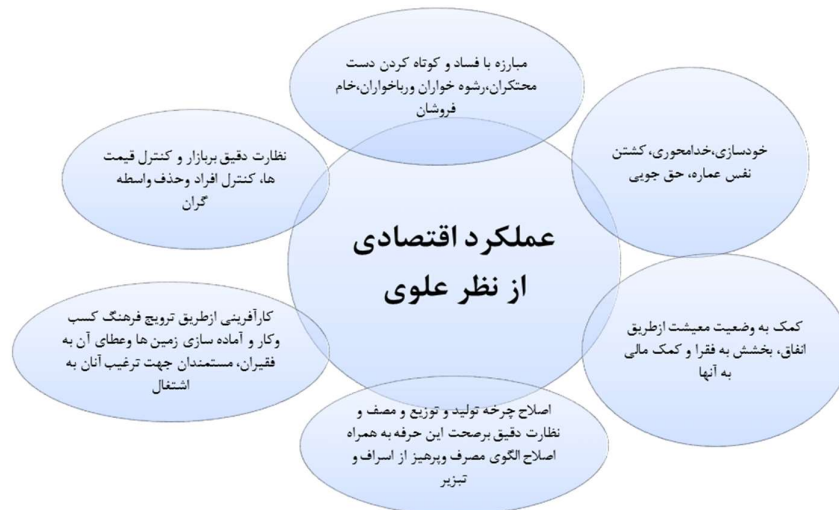 مبارزه با فساد و کوتاه کردن دست
محتکران،رشوه خواران ورباخواران،خام
فروشان
خودسازی،خدامحوری، کشتن
نفس عماره، حق جویی
کمک به وضعیت معیشت ازطریق
انفاق، بخشش به فقرا و کمک مالی
به آنها
اصلاح چرخه تولید و توزیع و مصف و
نظارت دقیق برصحت این حرفه به همراه
اصلاح الگوی مصرف وپرهیز از اسراف و
تبزیر
کارآفرینی ازطریق ترویج فرهنگ کسب
وکار و آماده سازی زمین ها وعطای آن به
فقیران، مستمندان جهت ترغیب آنان به
اشتغال
نظارت دقیق بربازار و کنترل قیمت
ها، کنترل افراد وحذف واسطه
گران
عملکرد اقتصادی
از نظر علوی